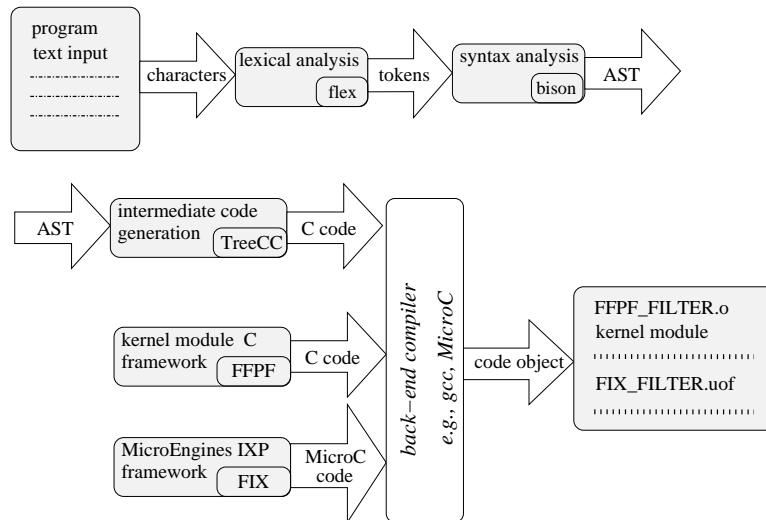 program
text input
characters
lexical analysis
flex
tokens
syntax analysis
bison
AST
AST
intermediate code
generation
TreeCC
C code
kernel module C
framework
FFPF
C code
MicroEngines IXP
framework
FIX
MicroC
code
back−end compiler
e.g., gcc, MicroC
code object
FFPF_FILTER.o
kernel module
FIX_FILTER.uof